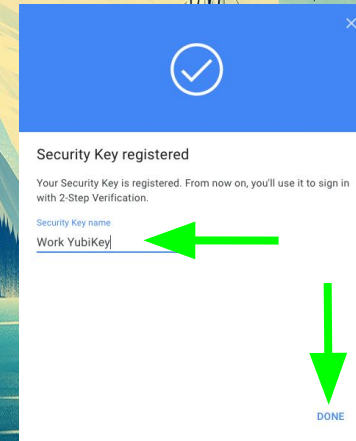 Security Key registered
Your Security Key is registered. From now on, you'll use it to sign in
with 2-Step Verification.
Security Key name
Work YubiKey
DONE